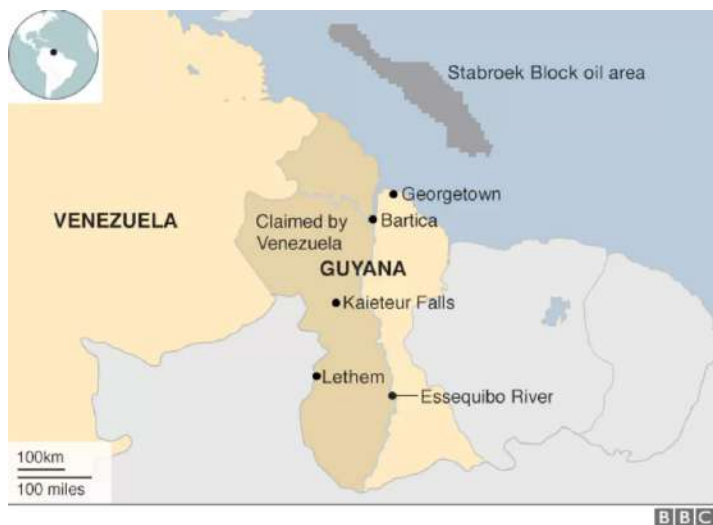 Stabroek Block oil area
Georgetown
VENEZUELA
Claimed by
Venezuela
Bartica
GUYANA
Kaieteur Falls
Lethem
Essequibo River
100km
100 miles
BBC